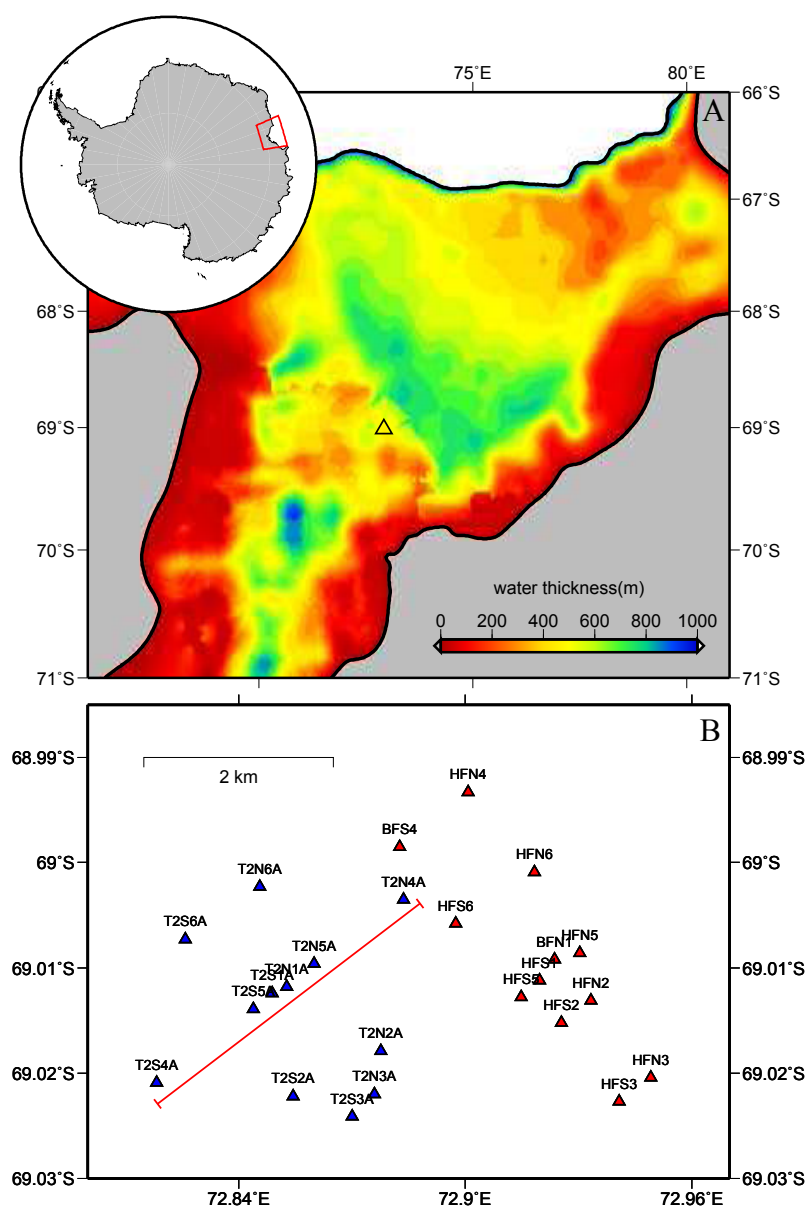 75°E 80°E
66°S
A
67°S
68°S 68°S
69°S 69°S
70°S 70°S
water thickness(m)
0 200 400 600 800 1000
71°S 71°S
B
68.99°S 68.99°S
2 km
HFN4
BFS4
HFN6
69°S 69°S
T2N6A
T2N4A
HFS6
T2S6A
T2N5A
BFN1 HFN5
69.01°S 69.01°S
T2N1A
HFS1
T2S1A
HFS5
HFN2
T2S5A
HFS2
T2N2A
T2S4A
HFN3
69.02°S 69.02°S
T2S2A T2N3A
HFS3
T2S3A
69.03°S 69.03°S
72.84°E 72.9°E 72.96°E